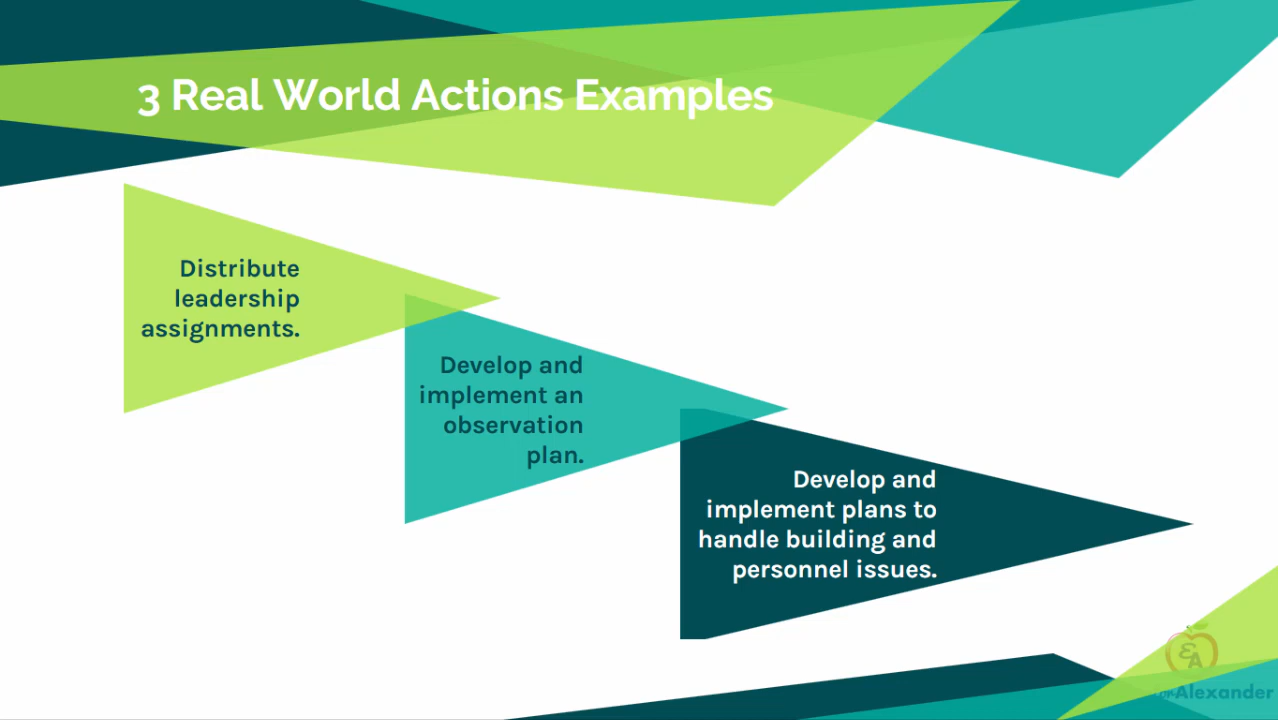 3 Real World Actions Examples
Distribute
leadership
assignments.
Develop and
implement an
observation
plan.
Develop and
implement plans to
handle building and
personnel issues.
EA
Alexander